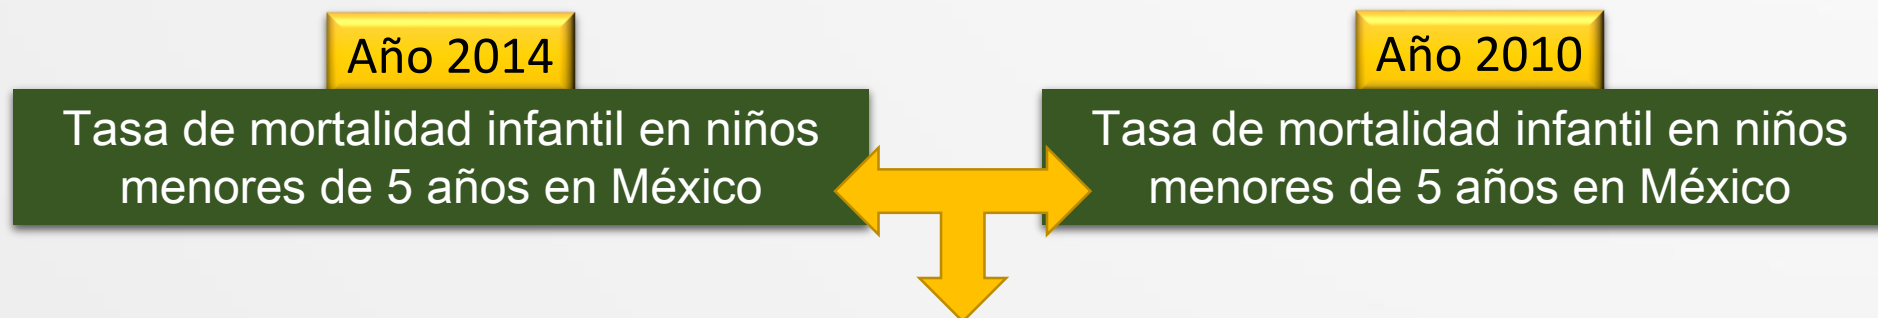 Año 2014
Tasa de mortalidad infantil en niños
menores de 5 años en México
Año 2010
Tasa de mortalidad infantil en niños
menores de 5 años en México